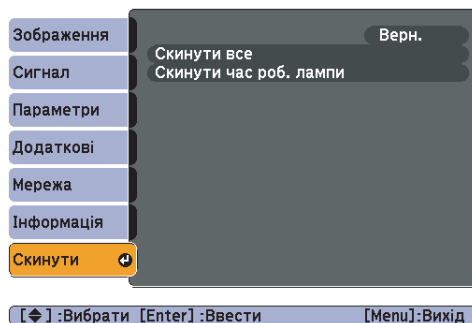 Зображення
Сигнал
Параметри
Додаткові
Мережа
Інформація
Скинути
Верн.
Скинути все
Скинути час роб. лампи
[ ] :Вибрати [Enter] :Ввести [Menu]:Вихід